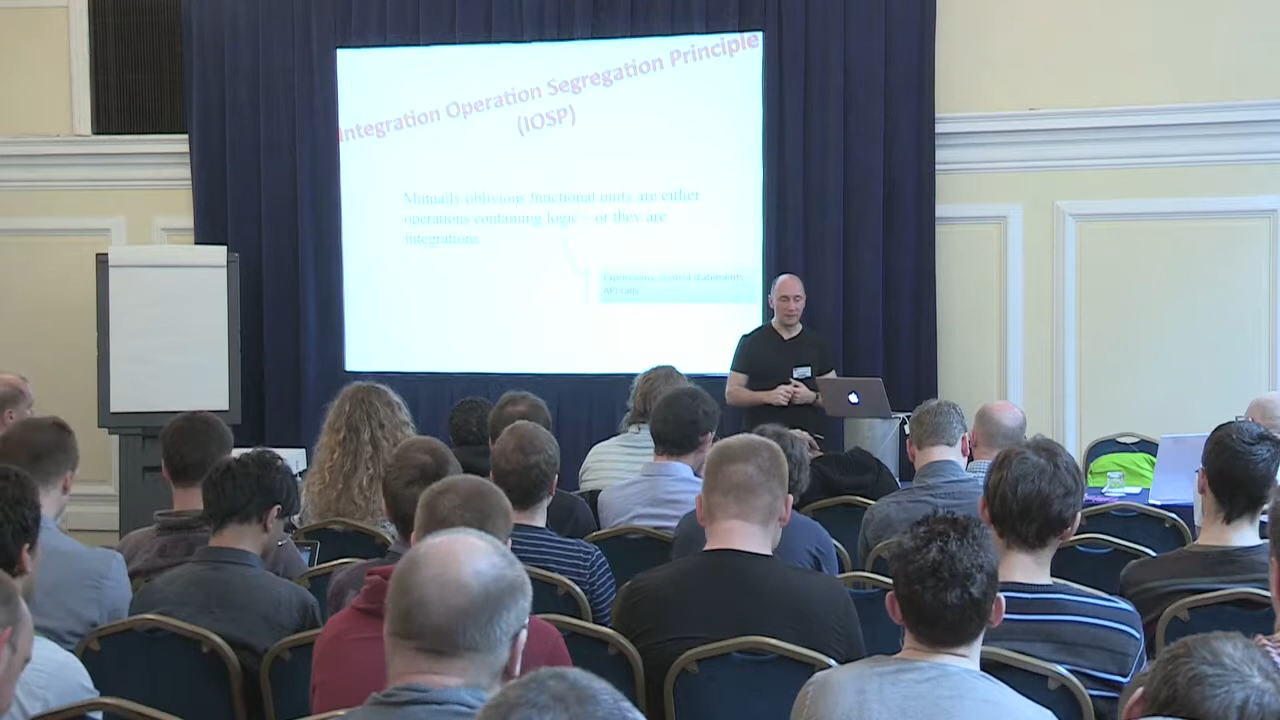 Integration Operation Segregation Principle
(IOSP)
Mutually oblivious functional units are either
operations containing logic - or they are
integrations
Expressions, control statements,
API calls